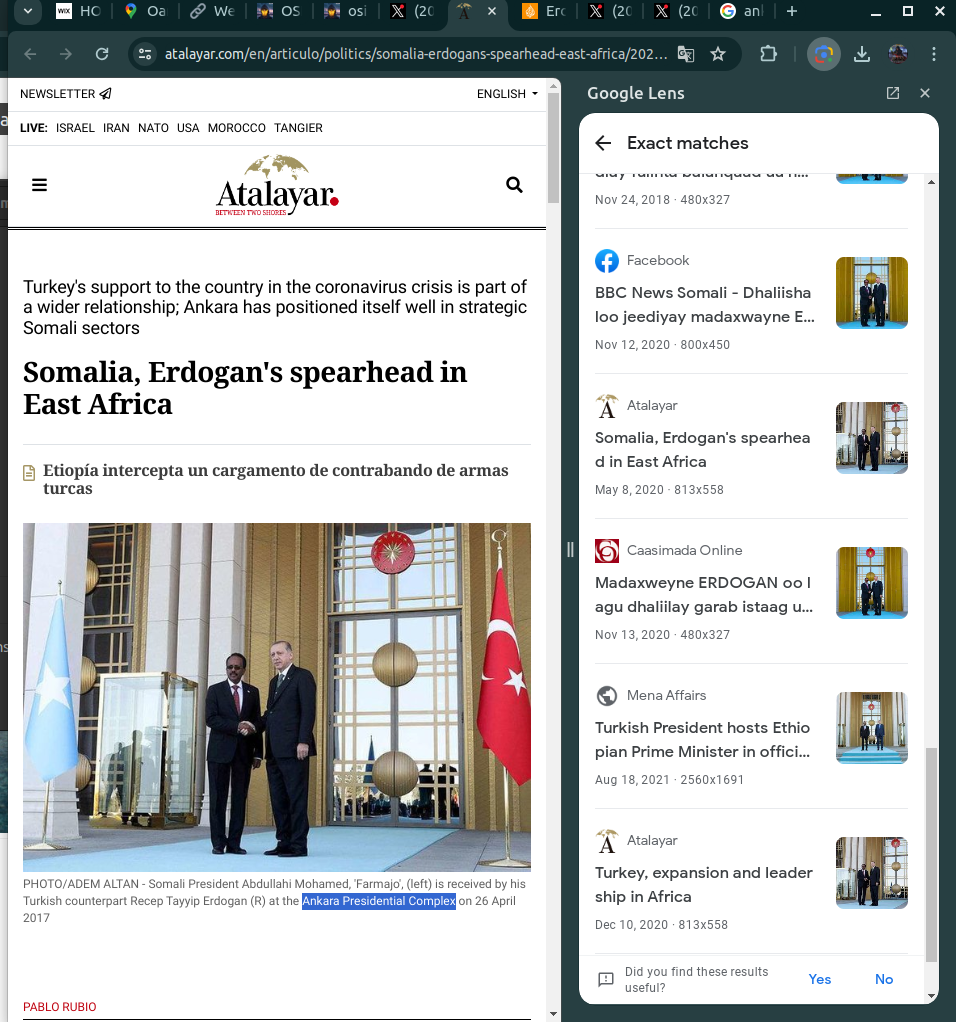 HO
Oa
We
OS
osi
(20
Erd
(20
(20
anl
atalayar.com/en/articulo/politics/somalia-erdogans-spearhead-east-africa/202...
NEWSLETTER
ENGLISH
LIVE: ISRAEL IRAN NATO USA MOROCCO TANGIER
Atalayar.
BETWEEN TWO SHORES
Turkey's support to the country in the coronavirus crisis is part of
a wider relationship; Ankara has positioned itself well in strategic
Somali sectors
Somalia, Erdogan's spearhead in
East Africa
Etiopía intercepta un cargamento de contrabando de armas
turcas
PHOTO/ADEM ALTAN - Somali President Abdullahi Mohamed, 'Farmajo', (left) is received by his
Turkish counterpart Recep Tayyip Erdogan (R) at the Ankara Presidential Complex on 26 April
2017
PABLO RUBIO
Google Lens
Exact matches
Nov 24, 2018 · 480x327
Facebook
BBC News Somali - Dhaliisha
loo jeediyay madaxwayne E...
Nov 12, 2020 · 800x450
Atalayar
Somalia, Erdogan's spearhea
d in East Africa
May 8, 2020 · 813x558
Caasimada Online
Madaxweyne ERDOGAN oo l
agu dhaliilay garab istaag u...
Nov 13, 2020 · 480x327
Mena Affairs
Turkish President hosts Ethio
pian Prime Minister in offici...
Aug 18, 2021 · 2560x1691
Atalayar
Turkey, expansion and leader
ship in Africa
Dec 10, 2020 · 813x558
Did you find these results
useful?
Yes
No